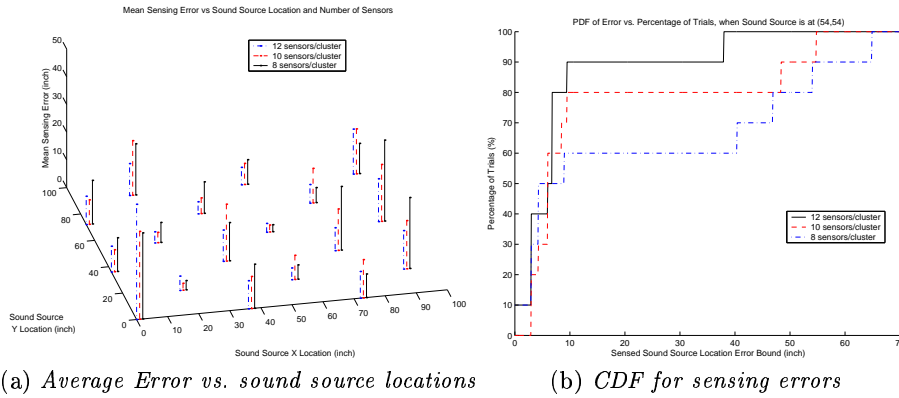 Mean Sensing Error vs Sound Source Location and Number of Sensors
12 sensors/cluster
10 sensors/cluster
8 sensors/cluster
Mean Sensing Error (inch)
50
40
30
20
10
0
100
80
60
40
20
0
0
10
20
30
40
50
60
70
80
90
100
Sound Source
Y Location (inch)
Sound Source X Location (inch)
(a) Average Error vs. sound source locations
PDF of Error vs. Percentage of Trials, when Sound Source is at (54,54)
Percentage of Trials (%)
100
90
80
70
60
50
40
30
20
10
0
12 sensors/cluster
10 sensors/cluster
8 sensors/cluster
0
10
20
30
40
50
60
70
Sensed Sound Source Location Error Bound (inch)
(b) CDF for sensing errors